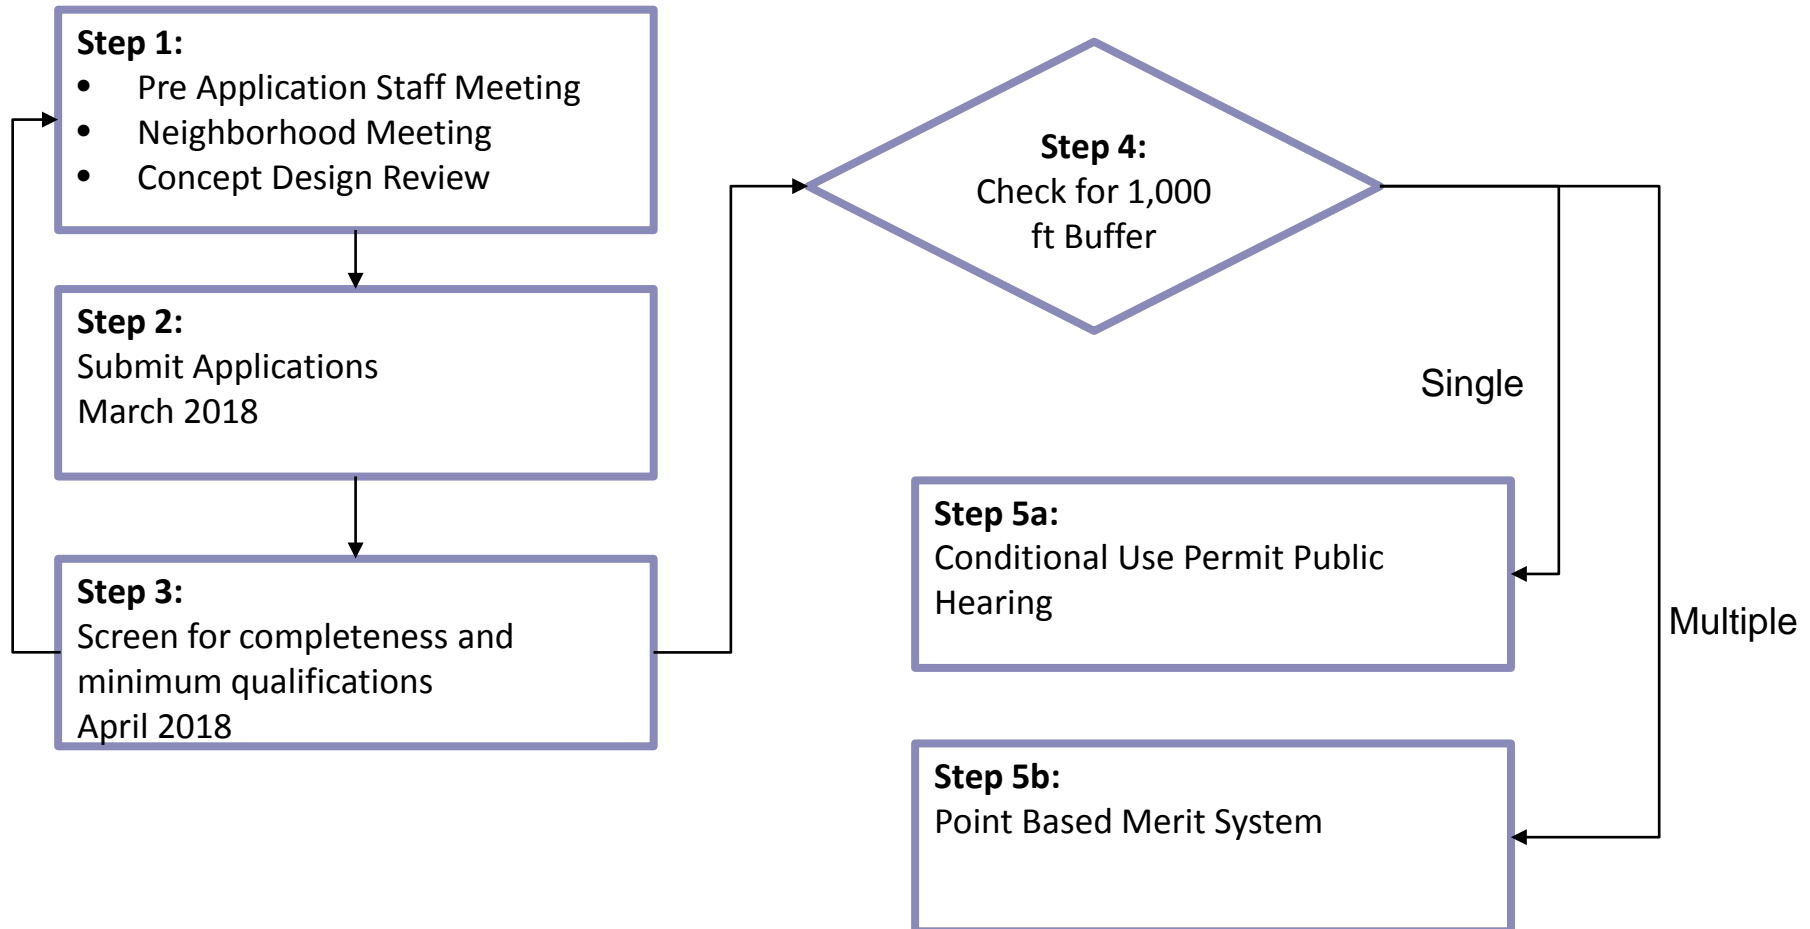 Step 1:
• Pre Application Staff Meeting
• Neighborhood Meeting
• Concept Design Review
Step 2:
Submit Applications
March 2018
Step 3:
Screen for completeness and
minimum qualifications
April 2018
Step 4:
Check for 1,000
ft Buffer
Single
Step 5a:
Conditional Use Permit Public
Hearing
Multiple
Step 5b:
Point Based Merit System